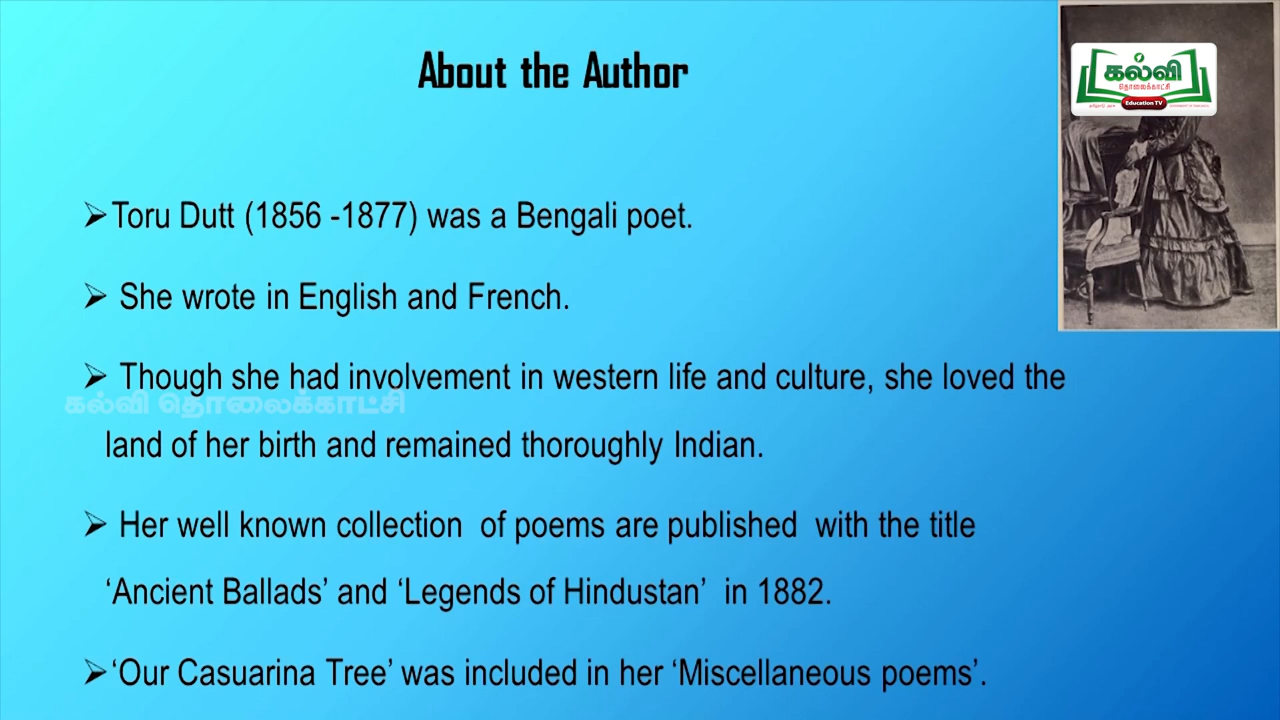 About the Author
கல்வி
தொலைக்காட்சி
Education TV
➢Toru Dutt (1856 -1877) was a Bengali poet.
➢ She wrote in English and French.
➢ Though she had involvement in western life and culture, she loved the
கல்வி தொலைக்காட்சி
land of her birth and remained thoroughly Indian.
➢ Her well known collection of poems are published with the title
‘Ancient Ballads’ and ‘Legends of Hindustan’ in 1882.
➢‘Our Casuarina Tree’ was included in her ‘Miscellaneous poems’.